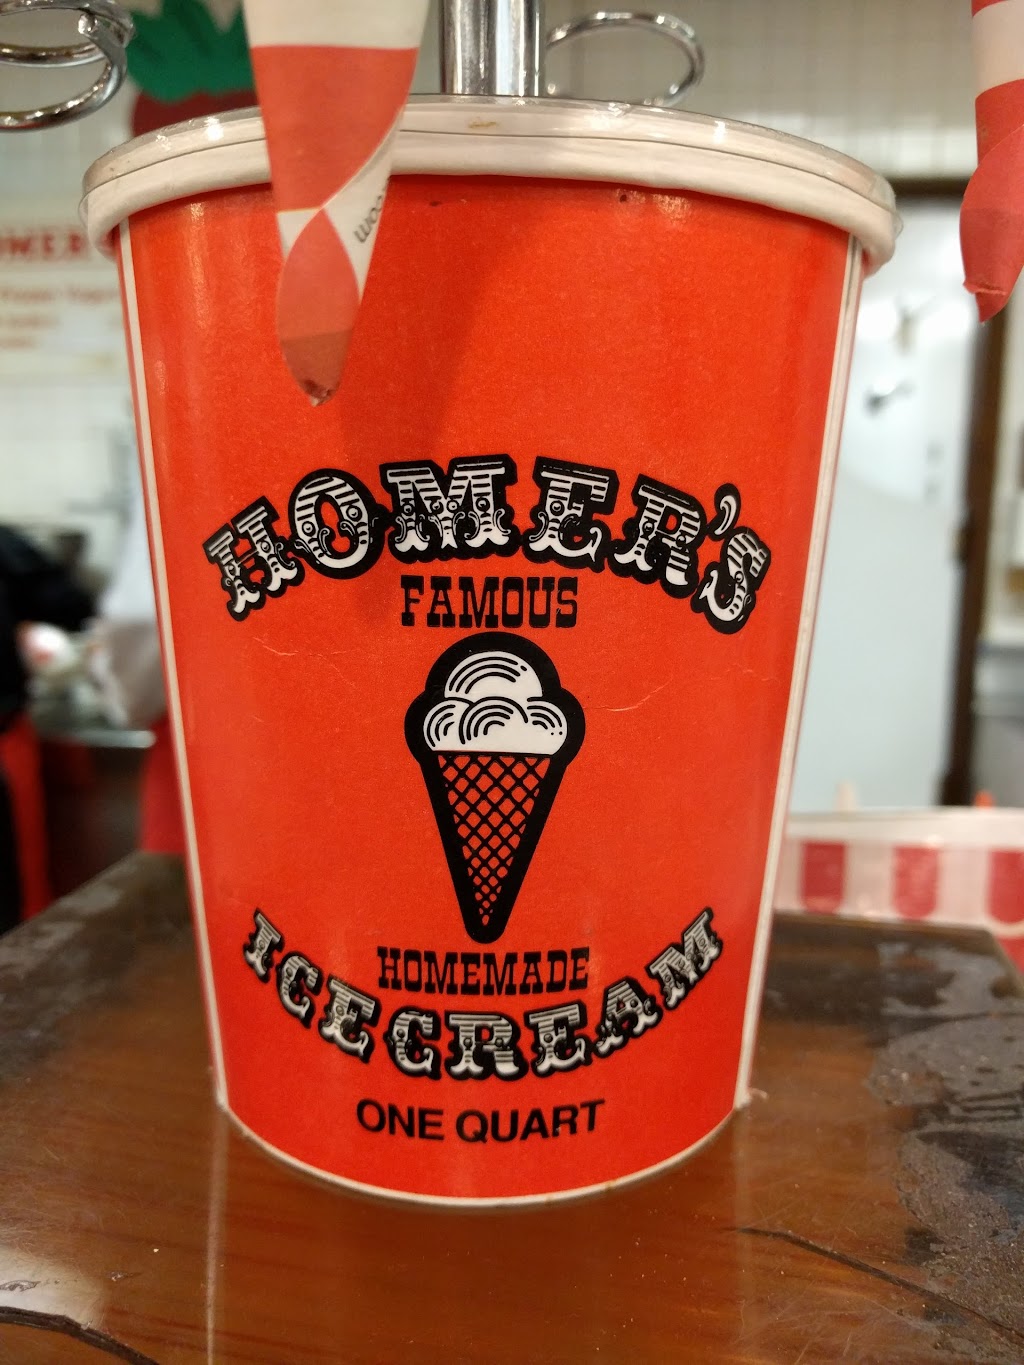 HOMER'S
FAMOUS
HOMEMADE
ICE CREAM
ONE QUART